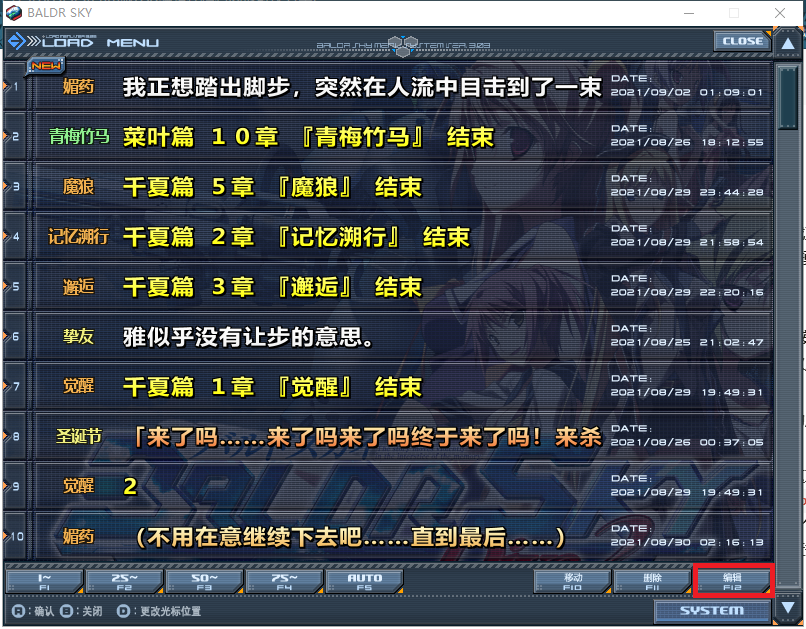 BALDR SKY
LORD MENU
BALDR SKY MENU SYSTEM VER 3.03
CLOSE
NEW
1 媚药 我正想踏出脚步，突然在人流中目击到了一束 DATE: 2021/09/02 01:09:01
2 青梅竹马 菜叶篇 １０章 『青梅竹马』 结束 DATE: 2021/08/26 18:12:55
3 魔狼 千夏篇 ５章 『魔狼』 结束 DATE: 2021/08/29 23:44:28
4 记忆溯行 千夏篇 ２章 『记忆溯行』 结束 DATE: 2021/08/29 21:58:54
5 邂逅 千夏篇 ３章 『邂逅』 结束 DATE: 2021/08/29 22:20:16
6 挚友 雅似乎没有让步的意思。 DATE: 2021/08/25 21:02:47
7 觉醒 千夏篇 １章 『觉醒』 结束 DATE: 2021/08/29 19:49:31
8 圣诞节 「来了吗……来了吗来了吗终于来了吗！来杀 DATE: 2021/08/26 00:37:05
9 觉醒 2 DATE: 2021/08/29 19:49:31
10 媚药 （不用在意继续下去吧……直到最后……） DATE: 2021/08/30 02:16:13
BALDR SKY
1~ 25~ 50~ 75~ AUTO 移动 删除 编辑
F1 F2 F3 F4 F5 F10 F11 F12
A：确认 B：关闭 D：更改光标位置
SYSTEM